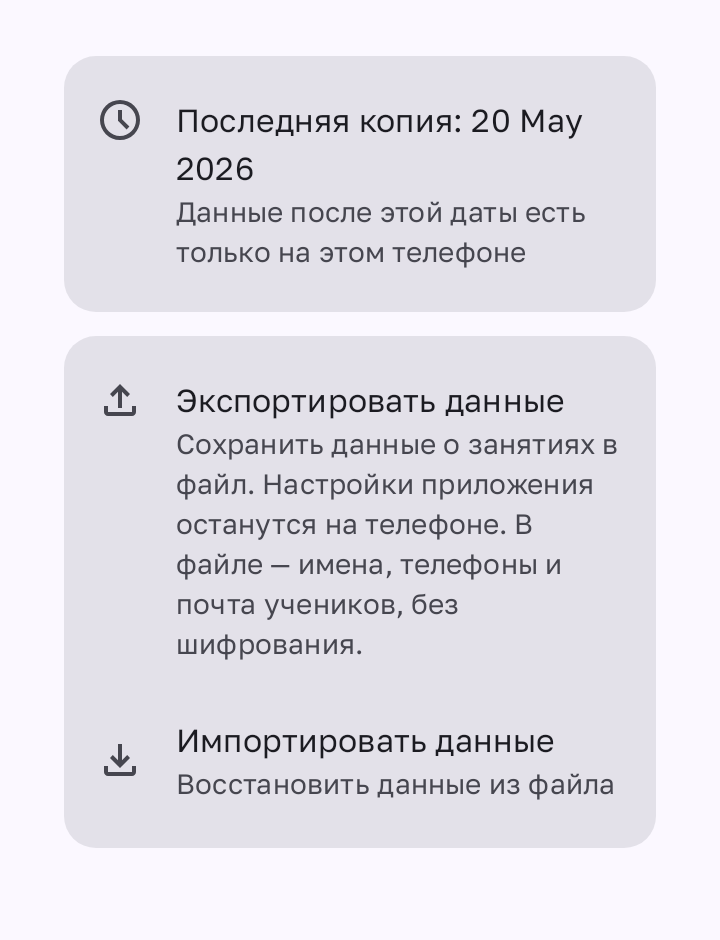 Последняя копия: 20 May
2026
Данные после этой даты есть
только на этом телефоне
Экспортировать данные
Сохранить данные о занятиях в
файл. Настройки приложения
останутся на телефоне. В
файле — имена, телефоны и
почта учеников, без
шифрования.
Импортировать данные
Восстановить данные из файла